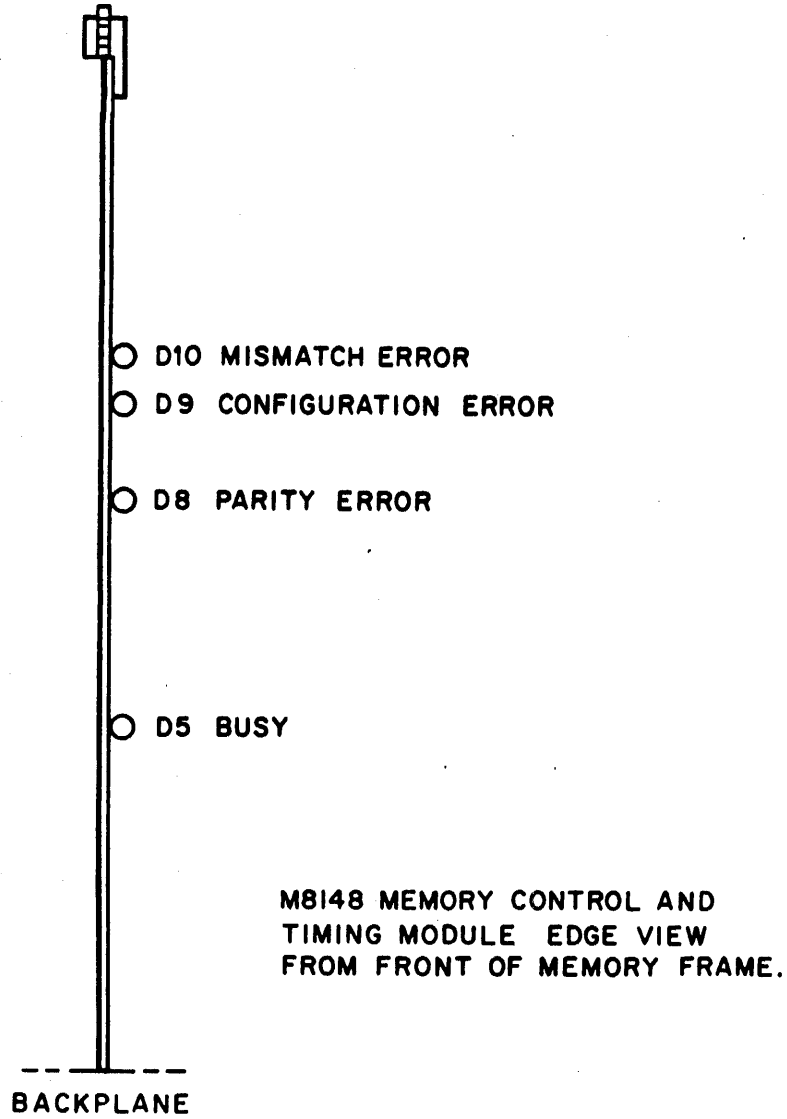 D10 MISMATCH ERROR
D9 CONFIGURATION ERROR
D8 PARITY ERROR
D5 BUSY
M8148 MEMORY CONTROL AND
TIMING MODULE EDGE VIEW
FROM FRONT OF MEMORY FRAME.
BACKPLANE